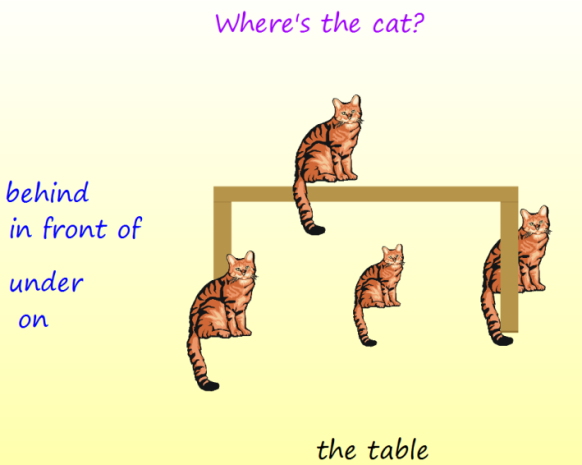 Where's the cat?
behind
in front of
under
on
the table